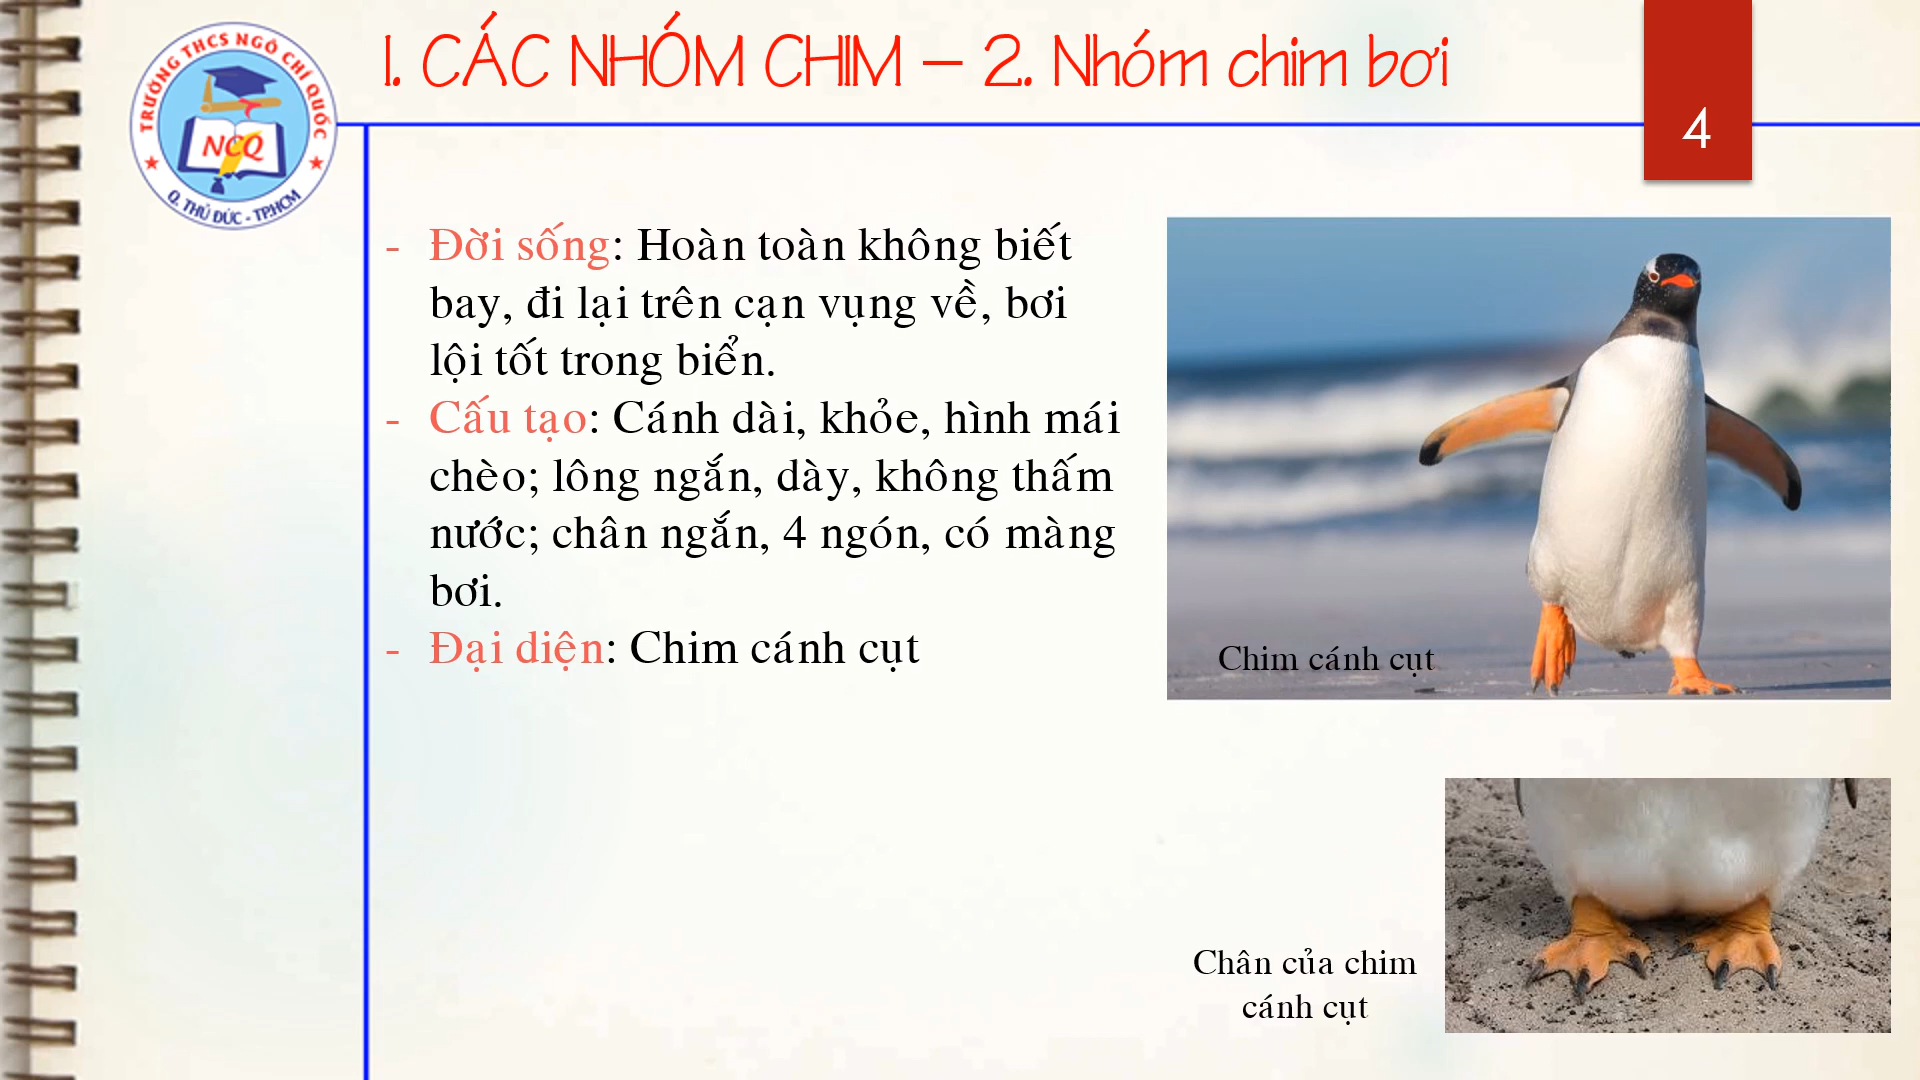 TRƯỜNG THCS NGÔ CHÍ QUỐC
NCQ
Q. THỦ ĐỨC - TP.HCM
I. CÁC NHÓM CHIM – 2. Nhóm chim bơi
4
- Đời sống: Hoàn toàn không biết
bay, đi lại trên cạn vụng về, bơi
lội tốt trong biển.
- Cấu tạo: Cánh dài, khỏe, hình mái
chèo; lông ngắn, dày, không thấm
nước; chân ngắn, 4 ngón, có màng
bơi.
- Đại diện: Chim cánh cụt
Chim cánh cụt
Chân của chim
cánh cụt